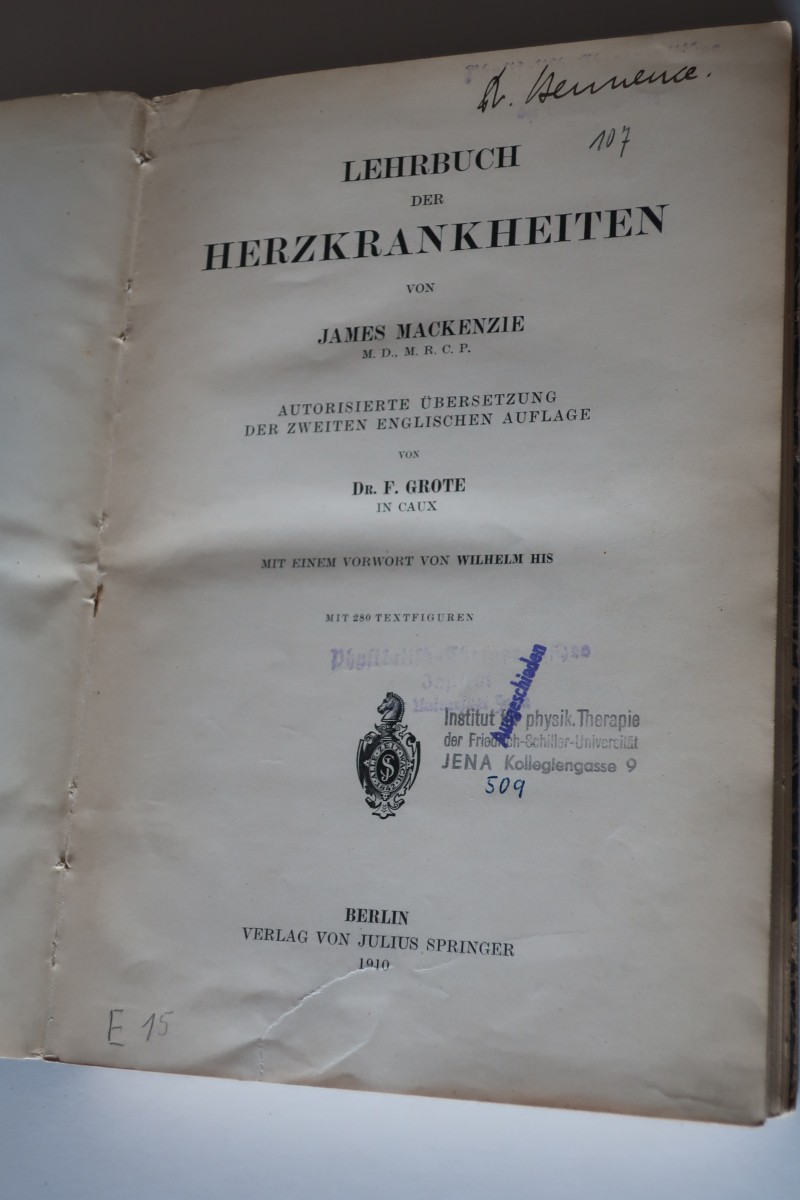 Dr.
107
LEHRBUCH
DER
HERZKRANKHEITEN
VON
JAMES MACKENZIE
M. D., M. R. C. P.
AUTORISIERTE ÜBERSETZUNG
DER ZWEITEN ENGLISCHEN AUFLAGE
VON
DR. F. GROTE
IN CAUX
MIT EINEM VORWORT VON WILHELM HIS
MIT 280 TEXTFIGUREN
Ausgeschieden
Institut physik. Therapie
der Friedrich-Schiller-Universität
JENA Kollegiengasse 9
509
BERLIN
VERLAG VON JULIUS SPRINGER
1910
E 15